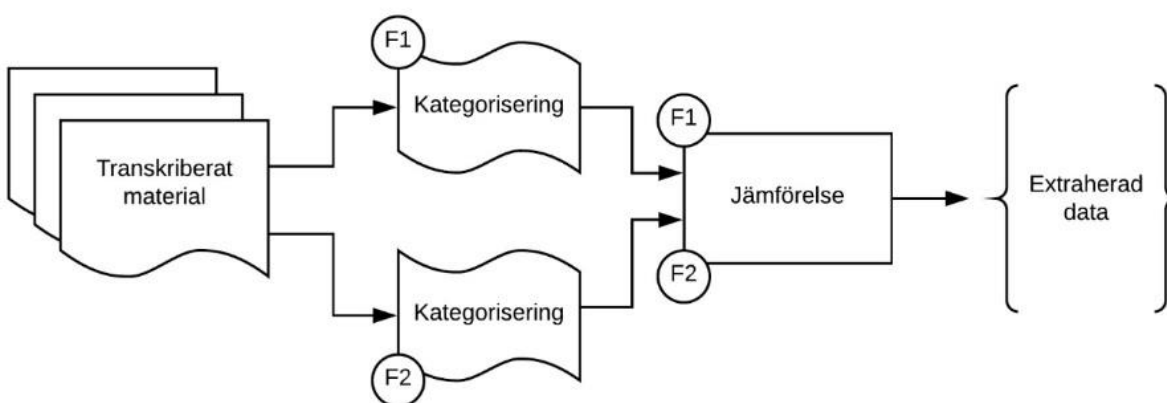 F1
Kategorisering
Transkriberat
material
F1
Jämförelse
F2
Extraherad
data
Kategorisering
F2